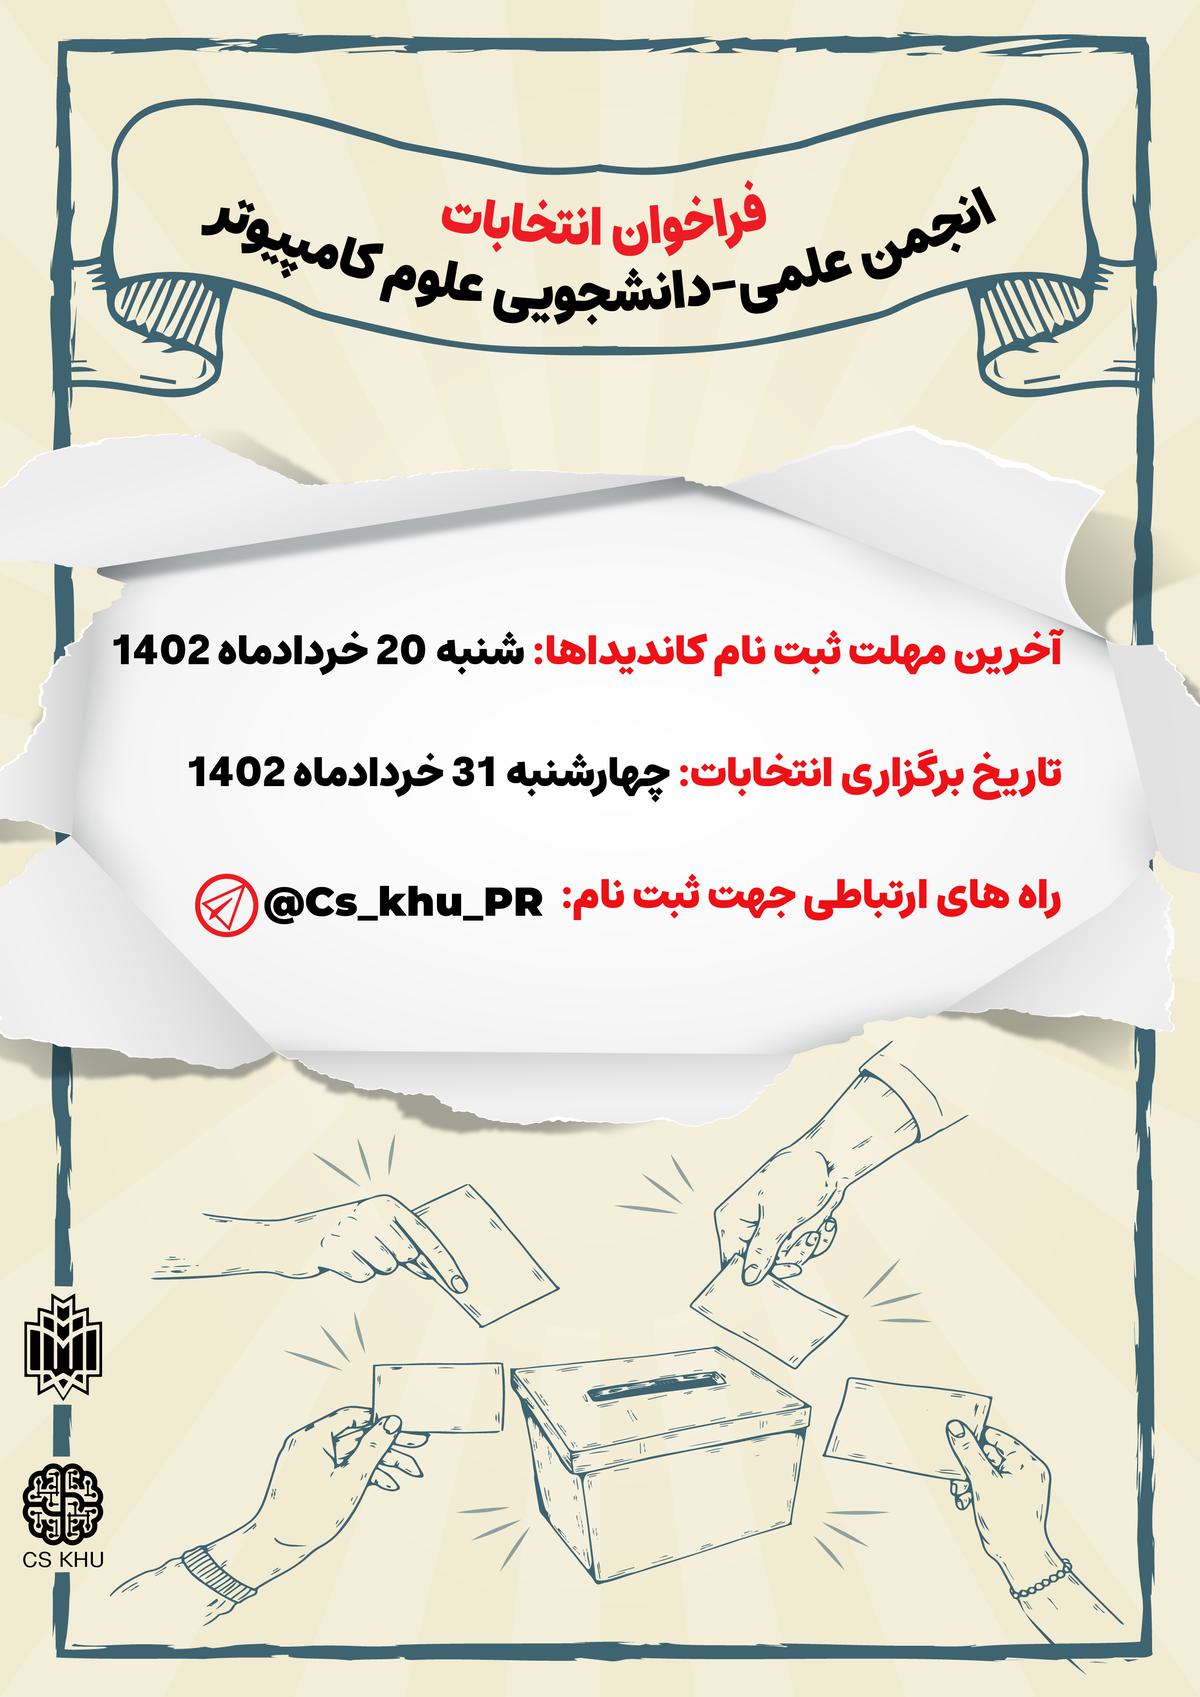 فراخوان انتخابات
انجمن علمی-دانشجویی علوم کامپیوتر
آخرین مهلت ثبت نام کاندیداها: شنبه 20 خردادماه 1402
تاریخ برگزاری انتخابات: چهارشنبه 31 خردادماه 1402
راه های ارتباطی جهت ثبت نام: @Cs_khu_PR
CS KHU